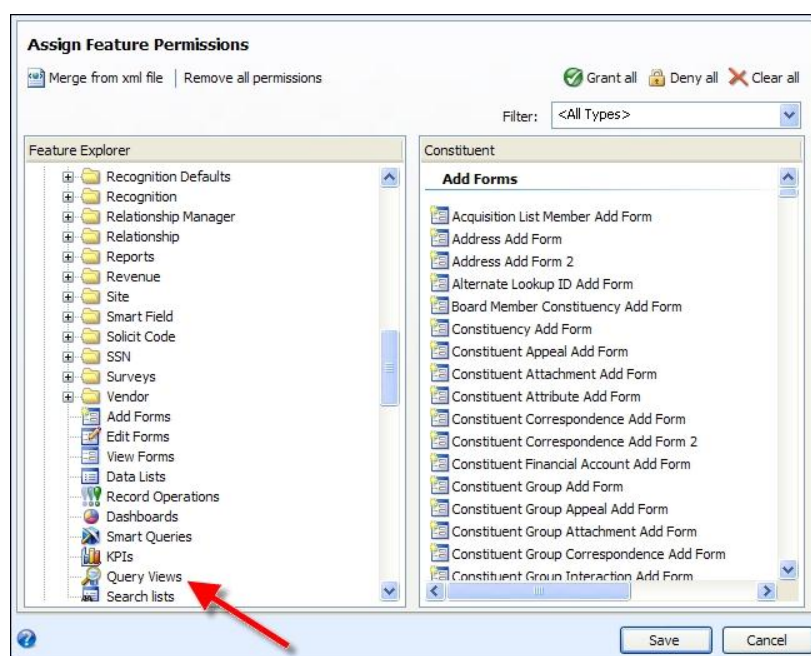 Assign Feature Permissions
Merge from xml file | Remove all permissions
Grant all Deny all Clear all
Filter: <All Types>
Feature Explorer
Recognition Defaults
Recognition
Relationship Manager
Relationship
Reports
Revenue
Site
Smart Field
Solicit Code
SSN
Surveys
Vendor
Add Forms
Edit Forms
View Forms
Data Lists
Record Operations
Dashboards
Smart Queries
KPIs
Query Views
Search lists
Constituent
Add Forms
Acquisition List Member Add Form
Address Add Form
Address Add Form 2
Alternate Lookup ID Add Form
Board Member Constituency Add Form
Constituency Add Form
Constituent Appeal Add Form
Constituent Attachment Add Form
Constituent Attribute Add Form
Constituent Correspondence Add Form
Constituent Correspondence Add Form 2
Constituent Financial Account Add Form
Constituent Group Add Form
Constituent Group Appeal Add Form
Constituent Group Attachment Add Form
Constituent Group Correspondence Add Form
Constituent Group Interaction Add Form
Save
Cancel